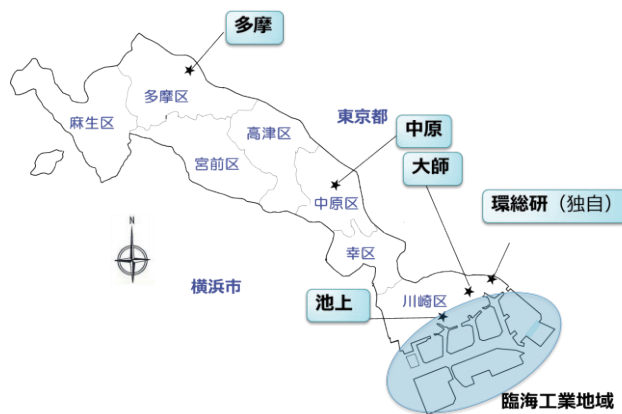 多摩
多摩区
麻生区
東京都
高津区
中原
宮前区
大師
中原区
環総研（独自）
N
幸区
横浜市
川崎区
池上
臨海工業地域